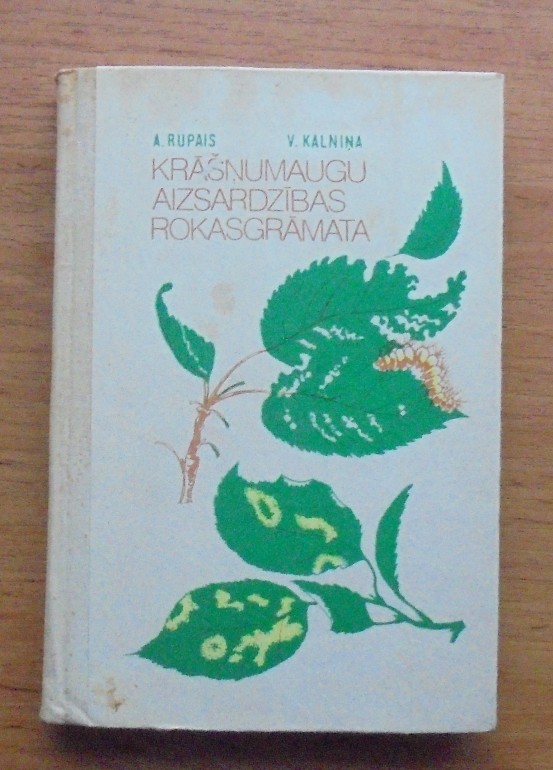 A. RUPAIS V. KALNIŅA
KRĀŠŅUMAUGU
AIZSARDZĪBAS
ROKASGRĀMATA